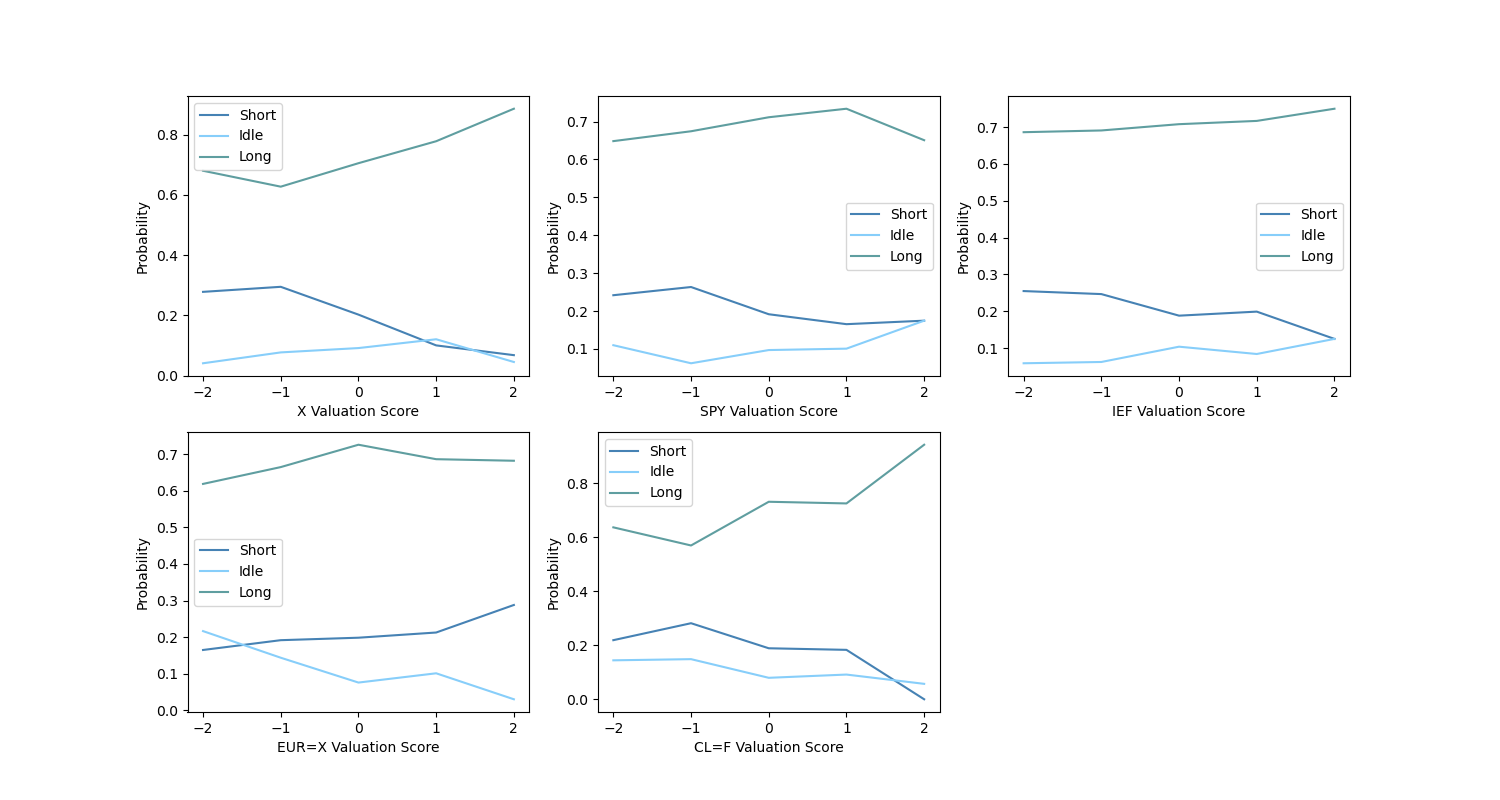 Probability
0.8
0.6
0.4
0.2
0.0
Short
Idle
Long
−2 −1 0 1 2
X Valuation Score
Probability
0.7
0.6
0.5
0.4
0.3
0.2
0.1
Short
Idle
Long
−2 −1 0 1 2
SPY Valuation Score
Probability
0.7
0.6
0.5
0.4
0.3
0.2
0.1
Short
Idle
Long
−2 −1 0 1 2
IEF Valuation Score
Probability
0.7
0.6
0.5
0.4
0.3
0.2
0.1
0.0
Short
Idle
Long
−2 −1 0 1 2
EUR=X Valuation Score
Probability
0.8
0.6
0.4
0.2
0.0
Short
Idle
Long
−2 −1 0 1 2
CL=F Valuation Score